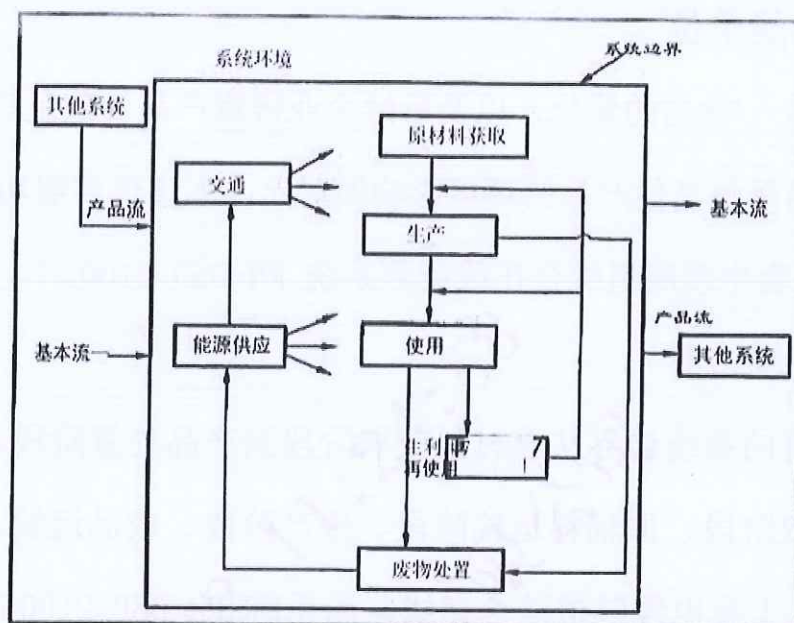 系统环境
系统边界
其他系统
原材料获取
交通
产品流
基本流
生产
产品流
基本流
能源供应
使用
其他系统
再使用
废物处置